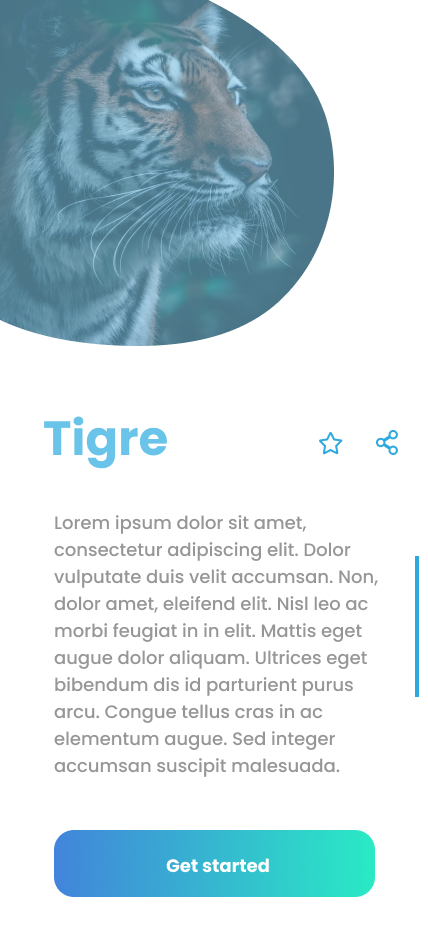 Tigre
Lorem ipsum dolor sit amet,
consectetur adipiscing elit. Dolor
vulputate duis velit accumsan. Non,
dolor amet, eleifend elit. Nisl leo ac
morbi feugiat in in elit. Mattis eget
augue dolor aliquam. Ultrices eget
bibendum dis id parturient purus
arcu. Congue tellus cras in ac
elementum augue. Sed integer
accumsan suscipit malesuada.
Get started